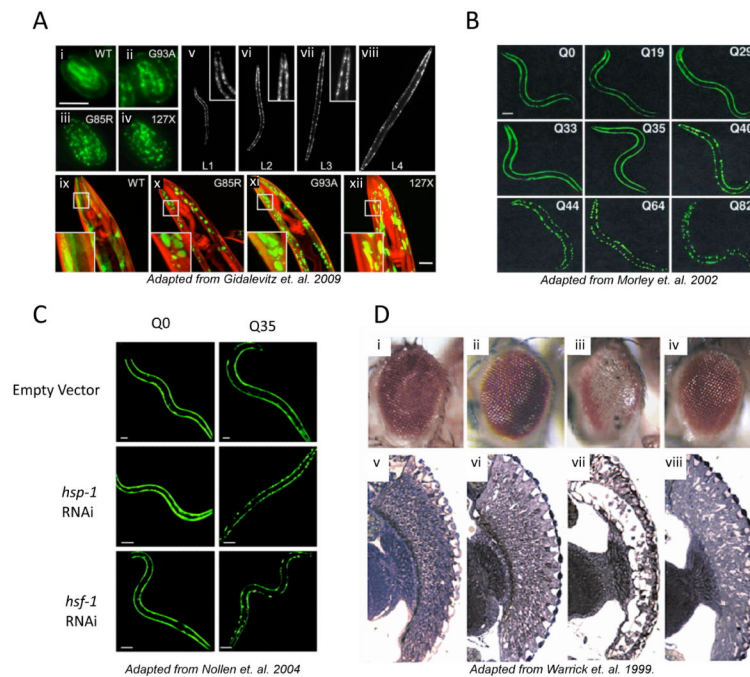 A
i WT
ii G93A
v
vi
vii
viii
iii G85R
iv 127X
L1
L2
L3
L4
ix WT
x G85R
xi G93A
xii 127X
Adapted from Gidalevitz et. al. 2009
B
Q0
Q19
Q29
Q33
Q35
Q40
Q44
Q64
Q82
Adapted from Morley et. al. 2002
C
Q0
Q35
Empty Vector
hsp-1
RNAi
hsf-1
RNAi
Adapted from Nollen et. al. 2004
D
i
ii
iii
iv
v
vi
vii
viii
Adapted from Warrick et. al. 1999.